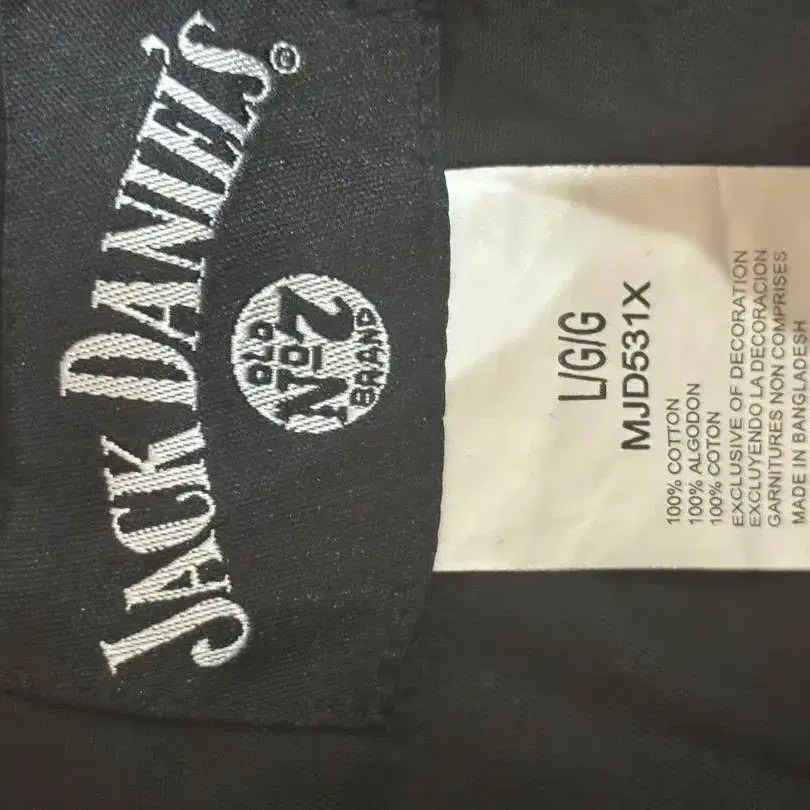 JACK DANIEL'S®
OLD
No 2
BRAND
L/G/G
MJD531X
100% COTTON
100% ALGODON
100% COTON
EXCLUSIVE OF DECORATION
EXCLUYENDO LA DECORACION
GARNITURES NON COMPRISES
MADE IN BANGLADESH